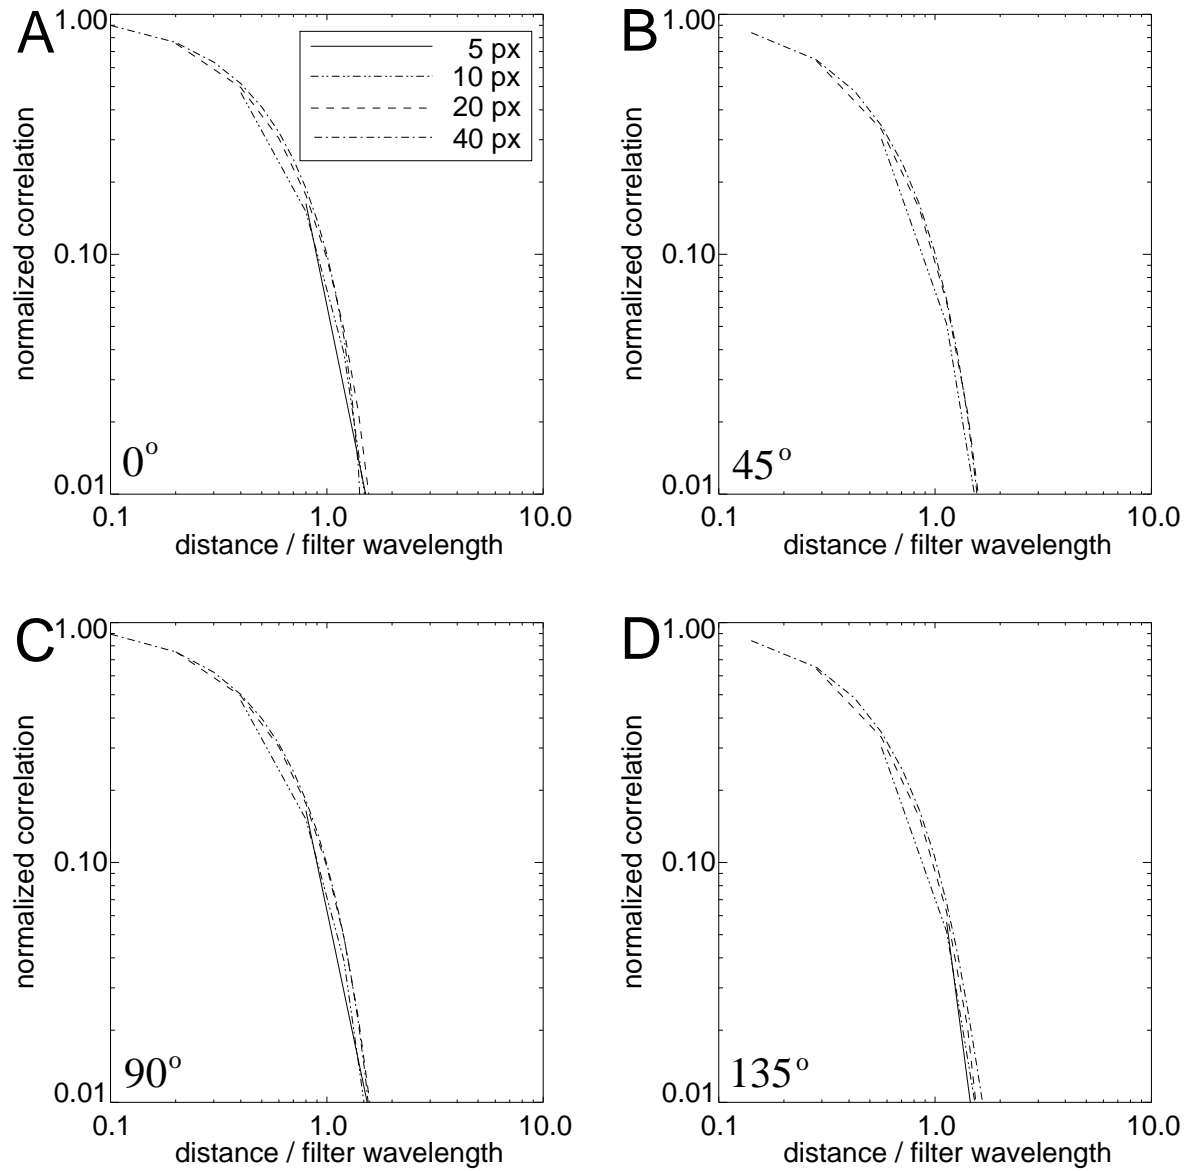 A
1.00
0.10
0.01
normalized correlation
5 px
10 px
20 px
40 px
0°
0.1
1.0
10.0
distance / filter wavelength
B
1.00
0.10
0.01
normalized correlation
45°
0.1
1.0
10.0
distance / filter wavelength
C
1.00
0.10
0.01
normalized correlation
90°
0.1
1.0
10.0
distance / filter wavelength
D
1.00
0.10
0.01
normalized correlation
135°
0.1
1.0
10.0
distance / filter wavelength